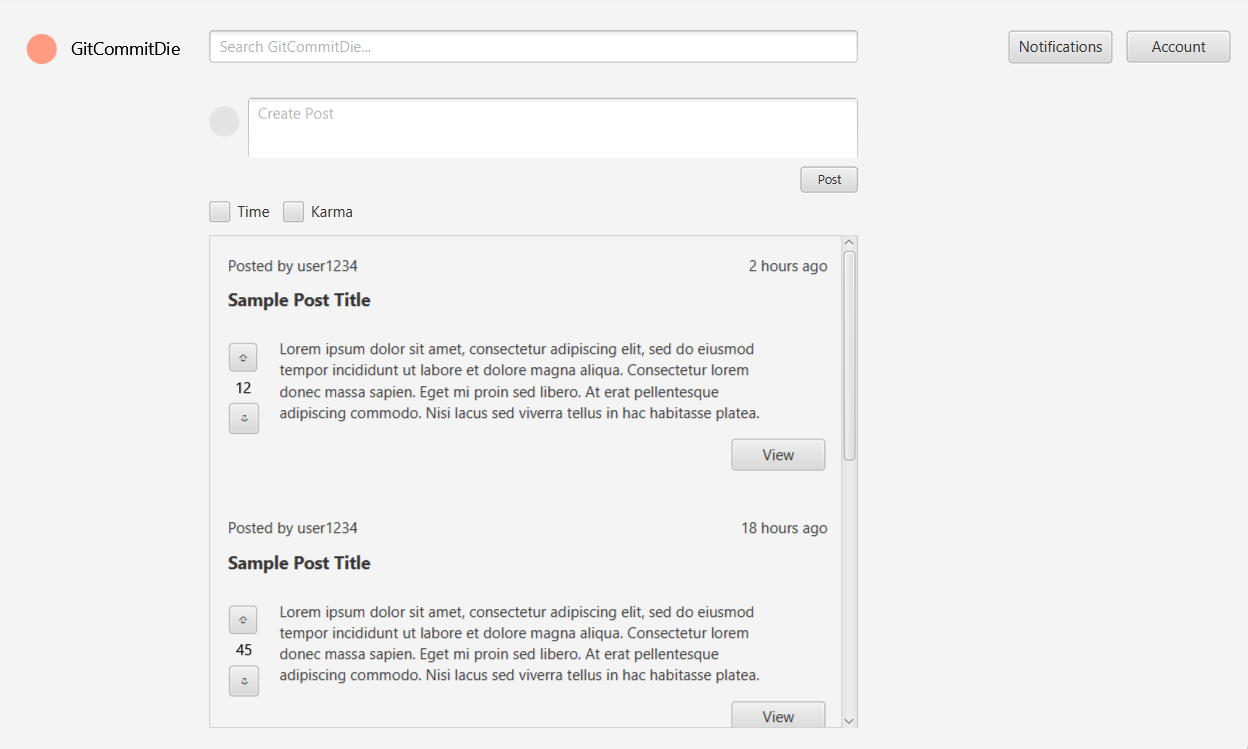 GitCommitDie
Search GitCommitDie...
Notifications
Account
Create Post
Post
Time
Karma
Posted by user1234
2 hours ago
Sample Post Title
Lorem ipsum dolor sit amet, consectetur adipiscing elit, sed do eiusmod
tempor incididunt ut labore et dolore magna aliqua. Consectetur lorem
donec massa sapien. Eget mi proin sed libero. At erat pellentesque
adipiscing commodo. Nisi lacus sed viverra tellus in hac habitasse platea.
12
View
Posted by user1234
18 hours ago
Sample Post Title
Lorem ipsum dolor sit amet, consectetur adipiscing elit, sed do eiusmod
tempor incididunt ut labore et dolore magna aliqua. Consectetur lorem
donec massa sapien. Eget mi proin sed libero. At erat pellentesque
adipiscing commodo. Nisi lacus sed viverra tellus in hac habitasse platea.
45
View